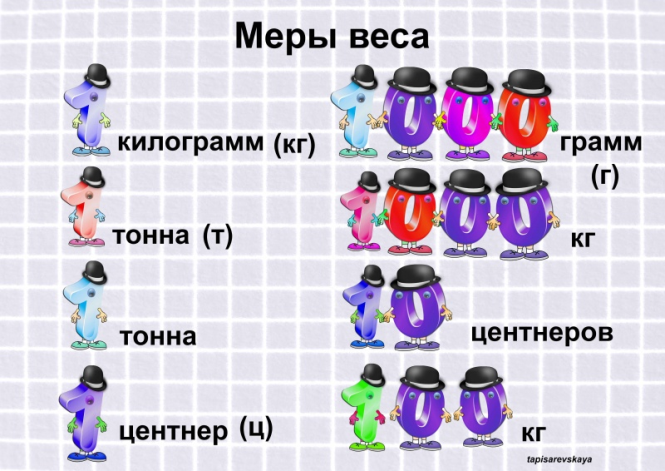 Меры веса
1 килограмм (кг) 1000 грамм
(г)
1 тонна (т) 1000 кг
1 тонна 10 центнеров
1 центнер (ц) 100 кг
tapisarevskaya